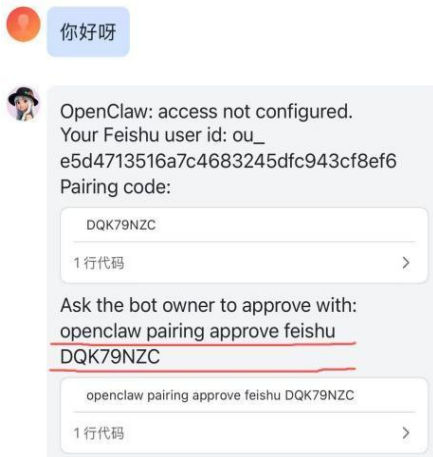 你好呀
OpenClaw: access not configured.
Your Feishu user id: ou_
e5d4713516a7c4683245dfc943cf8ef6
Pairing code:
DQK79NZC
1 行代码
Ask the bot owner to approve with:
openclaw pairing approve feishu
DQK79NZC
openclaw pairing approve feishu DQK79NZC
1 行代码